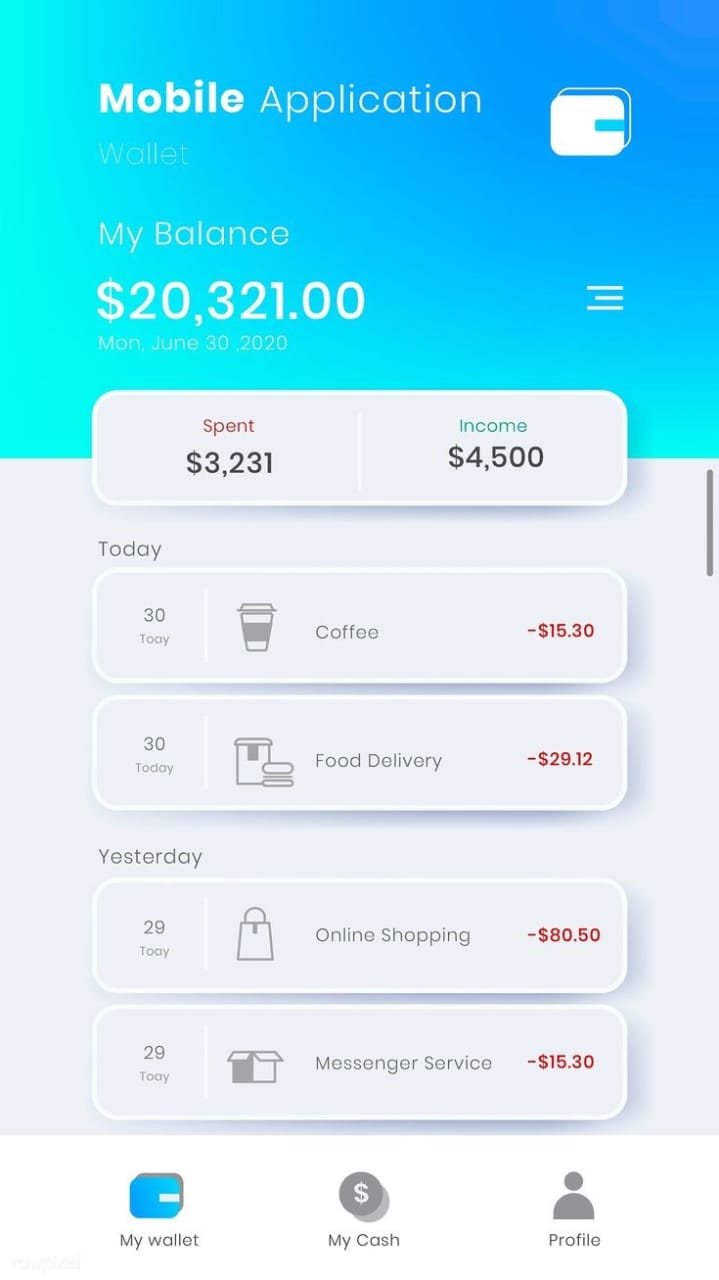 Mobile Application
Wallet
My Balance
$20,321.00
Mon, June 30 ,2020
Spent
$3,231
Income
$4,500
Today
30
Toay
Coffee
-$15.30
30
Today
Food Delivery
-$29.12
Yesterday
29
Toay
Online Shopping
-$80.50
29
Toay
Messenger Service
-$15.30
$
My wallet
My Cash
Profile
rawpixel